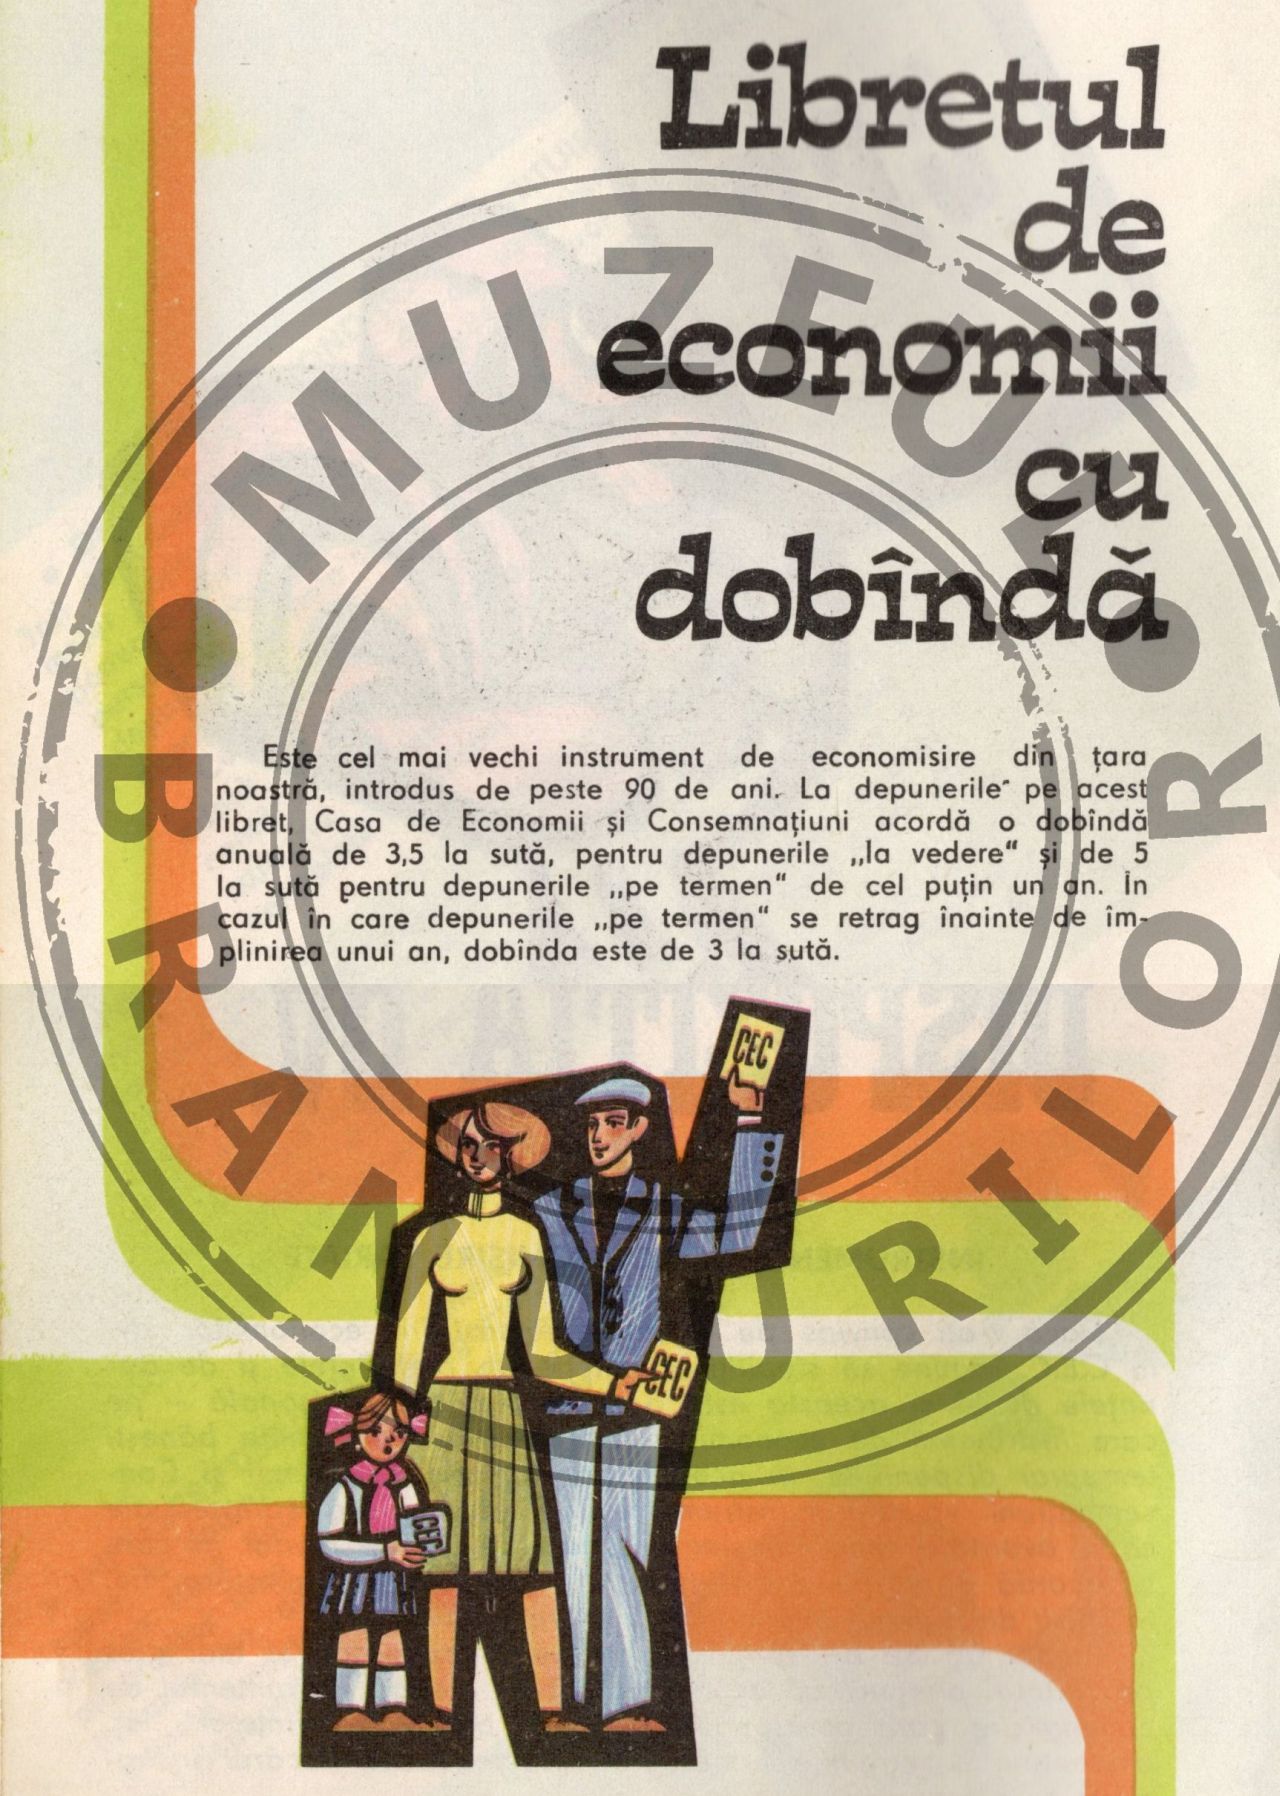 Libretul
de
economii
cu
dobîndă
Este cel mai vechi instrument de economisire din țara
noastră, introdus de peste 90 de ani. La depunerile pe acest
libret, Casa de Economii și Consemnațiuni acordă o dobîndă
anuală de 3,5 la sută, pentru depunerile „la vedere“ și de 5
la sută pentru depunerile „pe termen“ de cel puțin un an. În
cazul în care depunerile „pe termen“ se retrag înainte de îm-
plinirea unui an, dobînda este de 3 la sută.
CEC
CEC
CEC
MUZEUL
BRANDURILOR